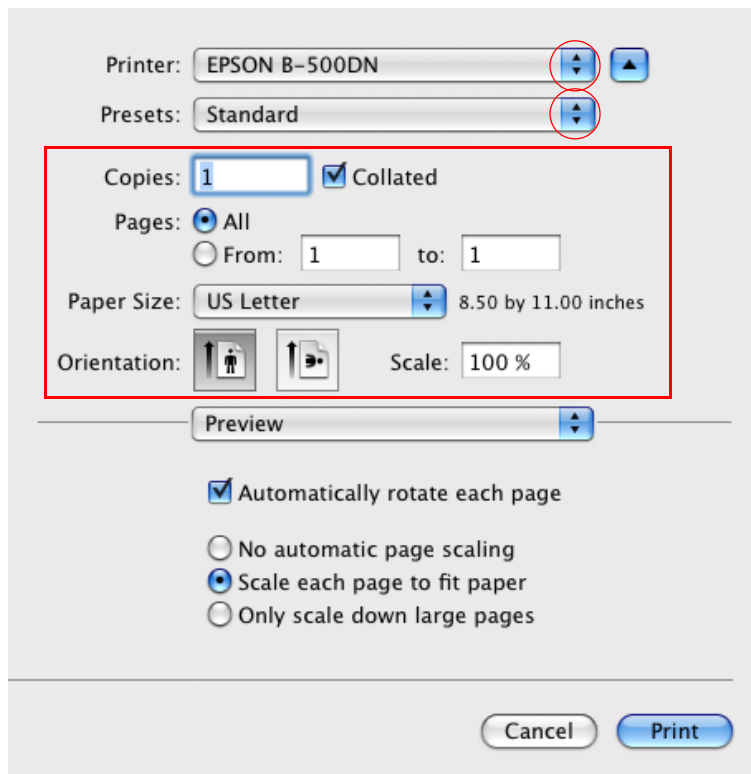 Printer: EPSON B-500DN
Presets: Standard
Copies: 1 Collated
Pages: All
From: 1 to: 1
Paper Size: US Letter 8.50 by 11.00 inches
Orientation: Scale: 100 %
Preview
Automatically rotate each page
No automatic page scaling
Scale each page to fit paper
Only scale down large pages
Cancel Print